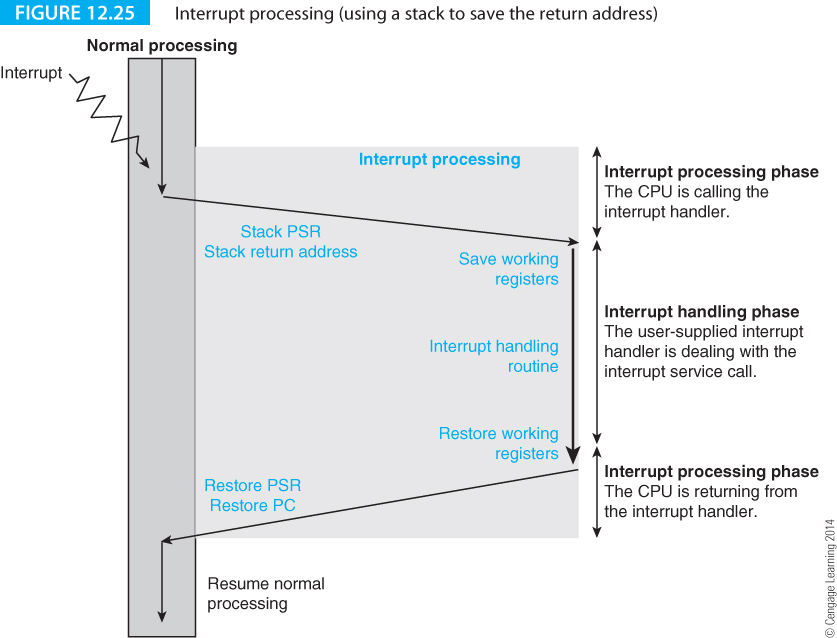 FIGURE 12.25 Interrupt processing (using a stack to save the return address)
Normal processing
Interrupt
Interrupt processing
Interrupt processing phase
The CPU is calling the
interrupt handler.
Stack PSR
Stack return address
Save working
registers
Interrupt handling phase
The user-supplied interrupt
handler is dealing with the
interrupt service call.
Interrupt handling
routine
Restore working
registers
Interrupt processing phase
The CPU is returning from
the interrupt handler.
Restore PSR
Restore PC
Resume normal
processing
© Cengage Learning 2014